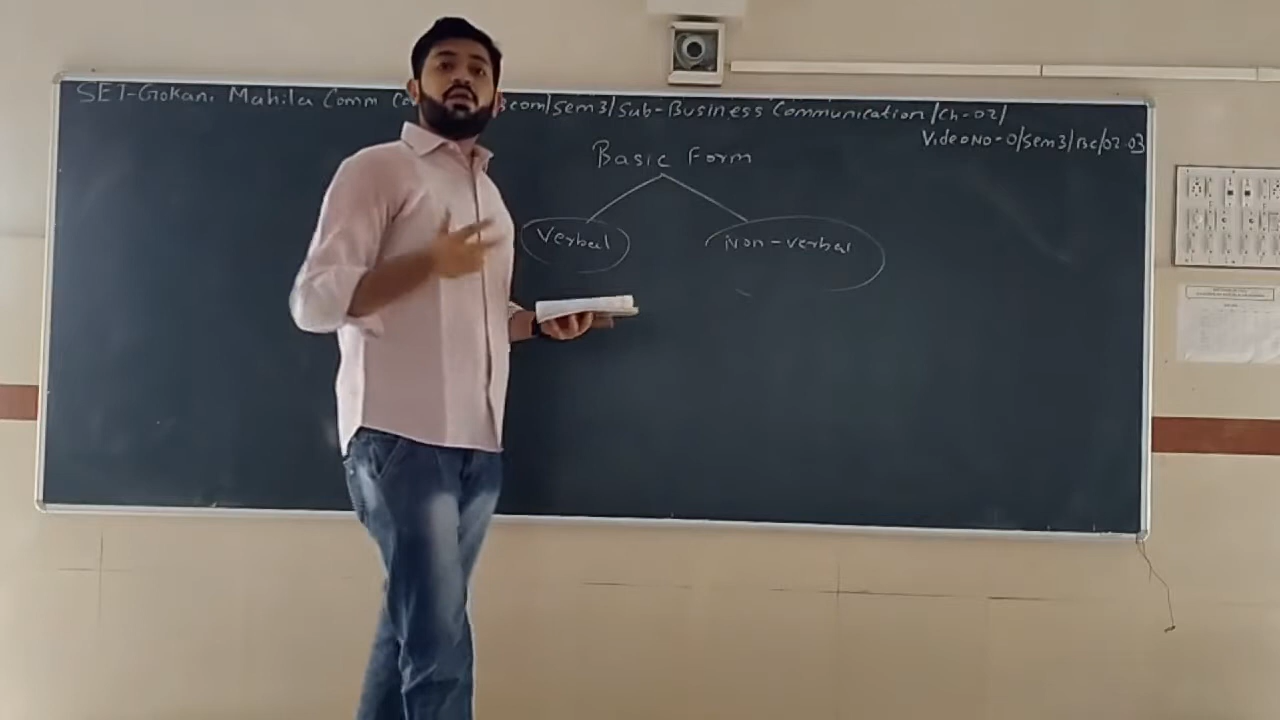 SET-Gokani Mahila Comm Co com/Sem3/Sub-Business Communication/Ch-02/
Video No-0/Sem3/BC/02.03
Basic Form
Verbal Non-verbal